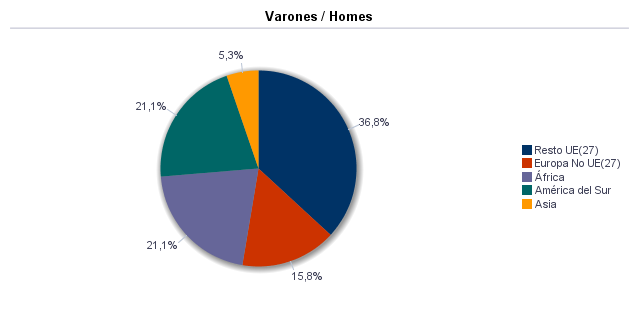 Varones / Homes
5,3%
21,1%
36,8%
21,1%
15,8%
Resto UE(27)
Europa No UE(27)
África
América del Sur
Asia